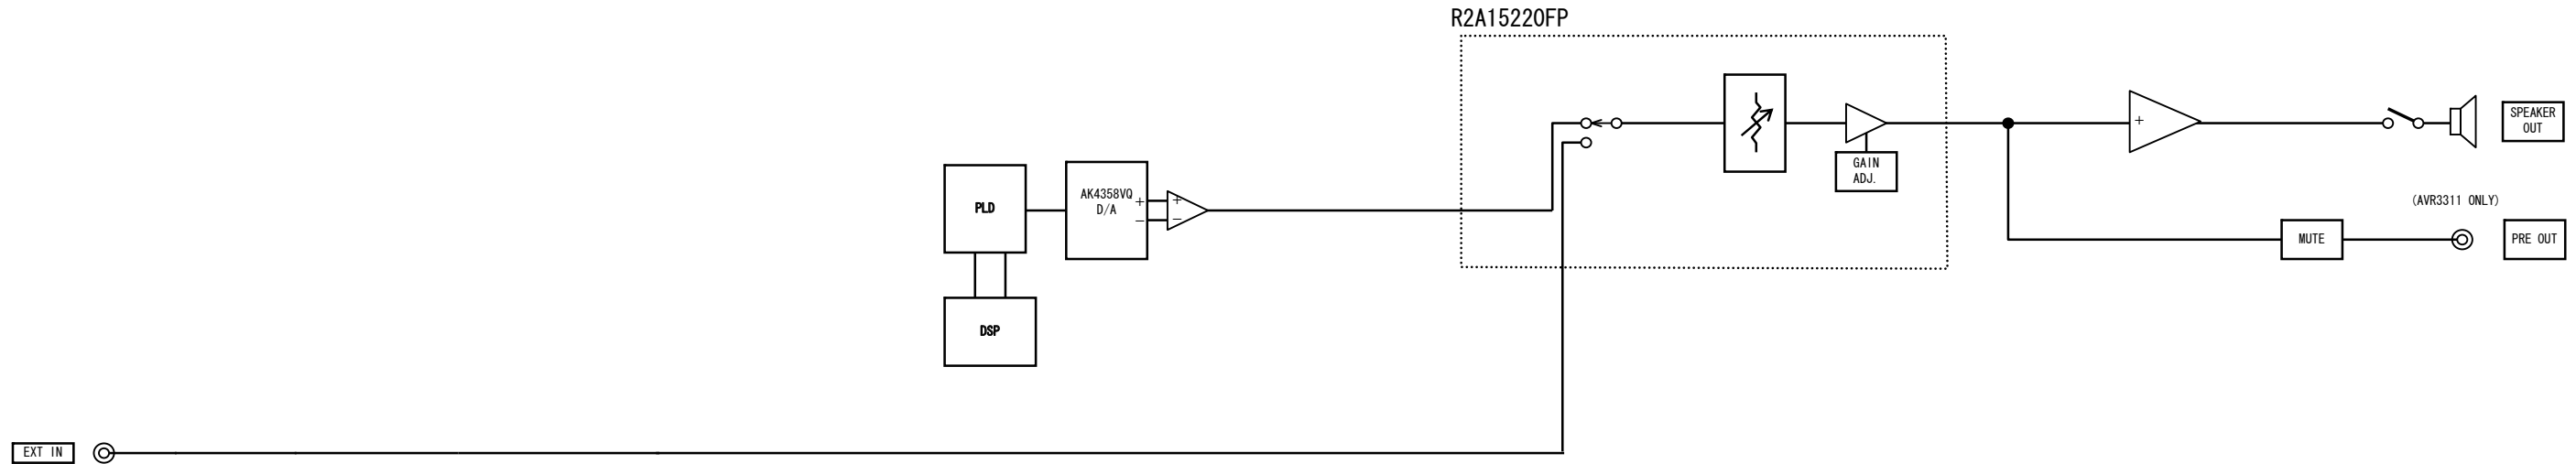 R2A15220FP
SPEAKER
OUT
+
GAIN
ADJ.
AK4358VQ
D/A
+
−
+
−
PLD
(AVR3311 ONLY)
MUTE
PRE OUT
DSP
EXT IN